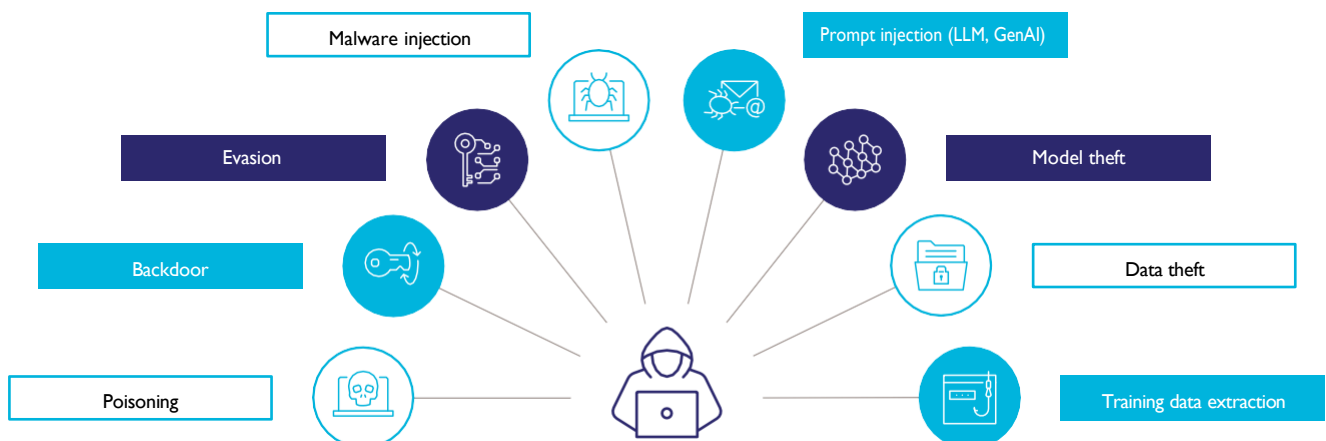 Malware injection
Prompt injection (LLM, GenAI)
Evasion
Model theft
Backdoor
Data theft
Poisoning
Training data extraction
@